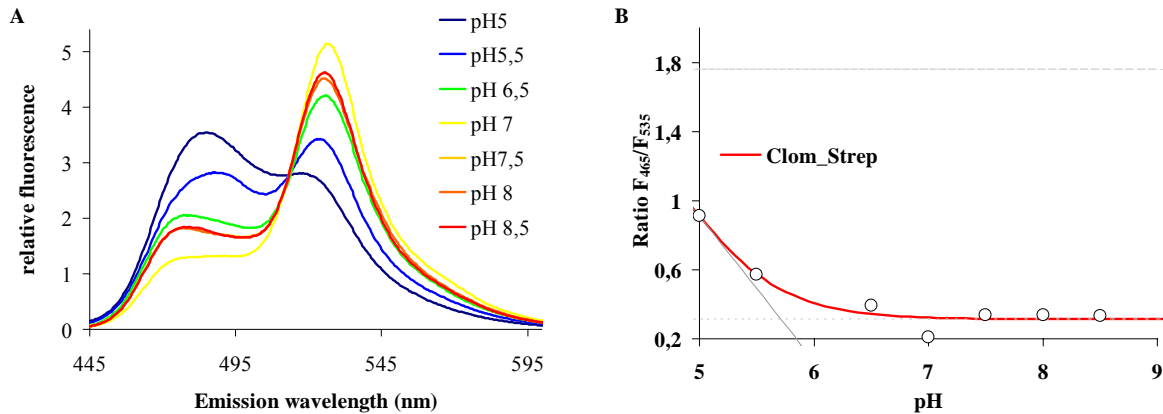 A
relative fluorescence
5
4
3
2
1
0
445
495
545
595
Emission wavelength (nm)
pH5
pH5,5
pH 6,5
pH 7
pH7,5
pH 8
pH 8,5
B
Ratio F465/F535
1,8
1,4
1
0,6
0,2
5
6
7
8
9
pH
Clom_Strep